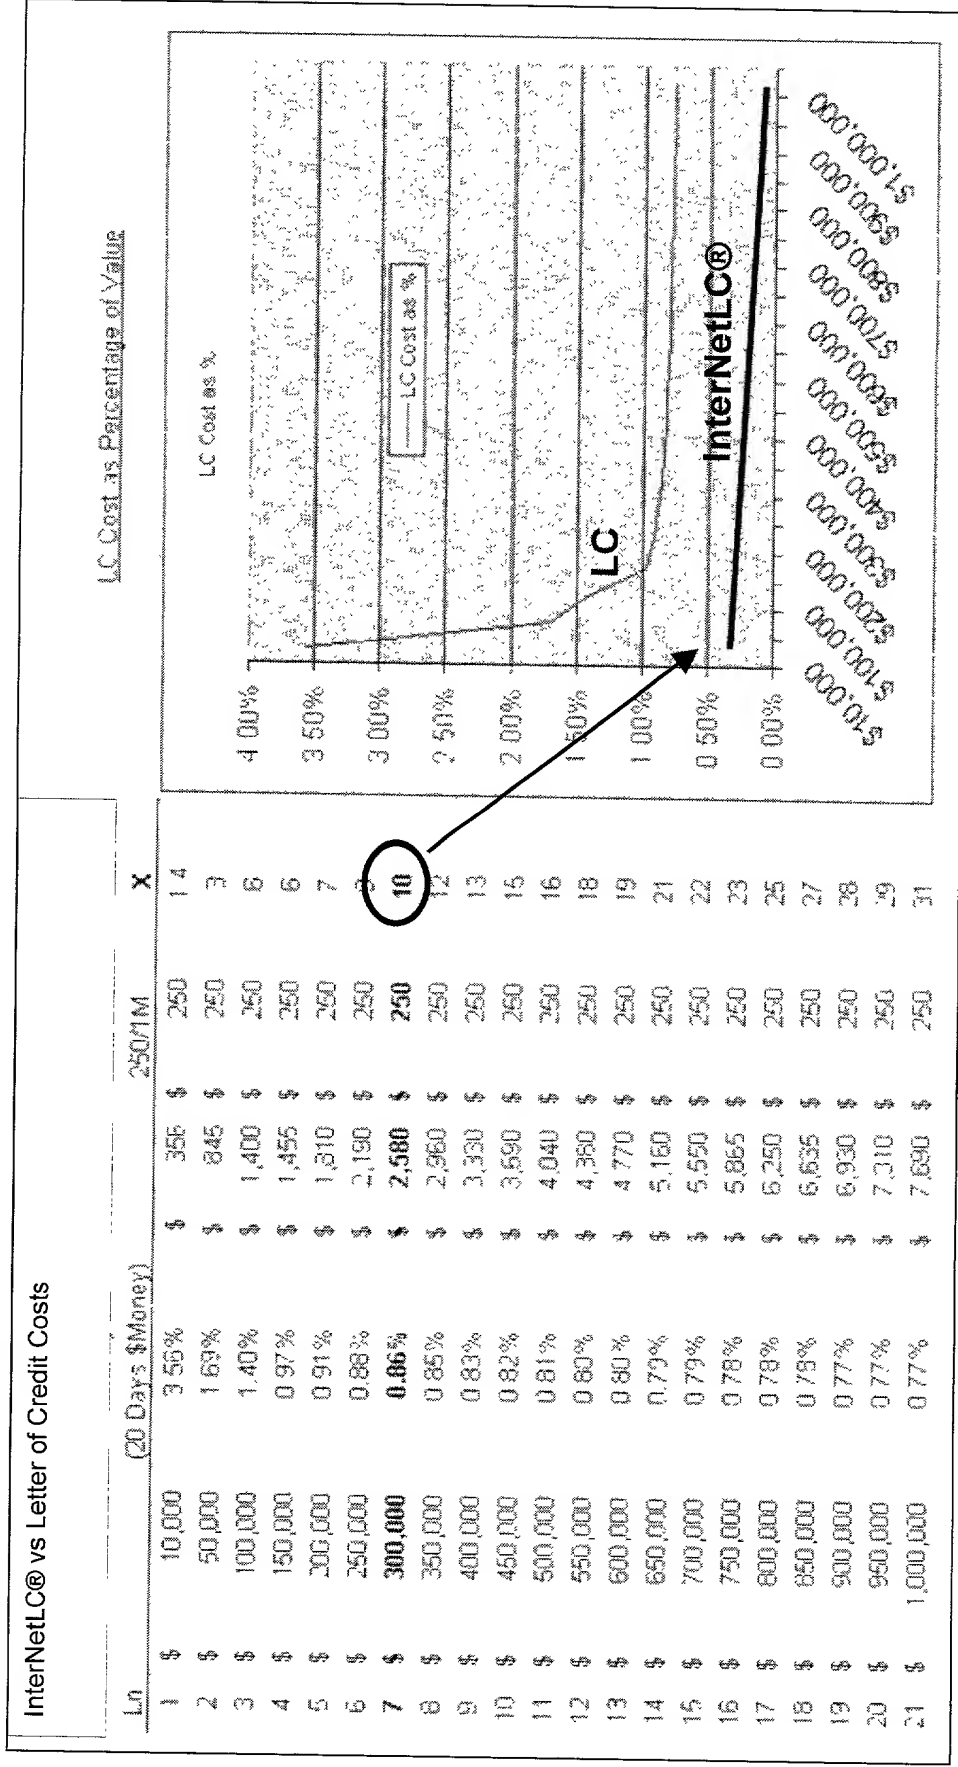 InterNetLC® vs Letter of Credit Costs
Ln (20 Days $Money) 250/1M X
1 $ 10,000 3 56% $ 356 $ 250 1 4
2 $ 50,000 1 69% $ 845 $ 250 3
3 $ 100,000 1.40% $ 1,400 $ 250 6
4 $ 150,000 0 97% $ 1,455 $ 250 6
5 $ 200,000 0 91% $ 1,810 $ 250 7
6 $ 250,000 0.88% $ 2,190 $ 250 9
7 $ 300,000 0.86% $ 2,580 $ 250 10
8 $ 350,000 0 85% $ 2,960 $ 250 12
9 $ 400,000 0 83% $ 3,330 $ 250 13
10 $ 450,000 0 82% $ 3,690 $ 250 15
11 $ 500,000 0 81% $ 4,040 $ 250 16
12 $ 550,000 0 80% $ 4,380 $ 250 18
13 $ 600,000 0 80% $ 4 770 $ 250 19
14 $ 650,000 0.79% $ 5,160 $ 250 21
15 $ 700,000 0 79% $ 5,550 $ 250 22
16 $ 750,000 0 78% $ 5,865 $ 250 23
17 $ 800,000 0 78% $ 6,250 $ 250 25
18 $ 850,000 0 78% $ 6,635 $ 250 27
19 $ 900,000 0 77% $ 6,930 $ 250 28
20 $ 950,000 0 77% $ 7,310 $ 250 29
21 $ 1,000,000 0 77% $ 7,690 $ 250 31
LC Cost as Percentage of Value
LC Cost as %
4 00%
3 50%
3 00%
2 50%
2 00%
1 50%
1 00%
0 50%
0 00%
LC Cost as %
LC
InterNetLC®
$10,000
$100,000
$200,000
$300,000
$400,000
$500,000
$600,000
$700,000
$800,000
$900,000
$1,000,000